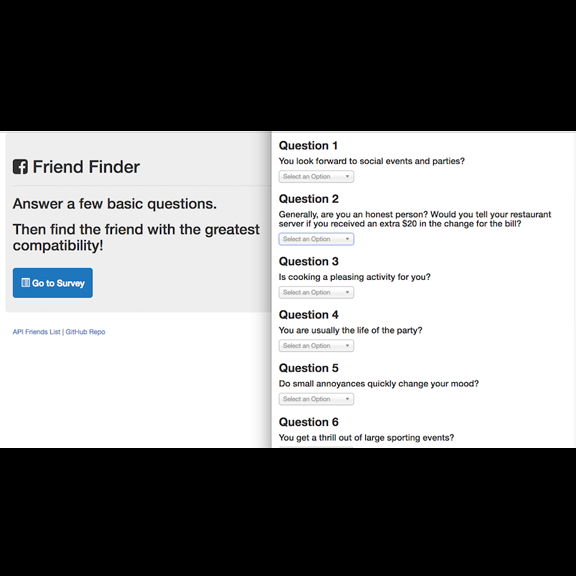 Friend Finder
Answer a few basic questions.
Then find the friend with the greatest
compatibility!
Go to Survey
API Friends List | GitHub Repo
Question 1
You look forward to social events and parties?
Select an Option
Question 2
Generally, are you an honest person? Would you tell your restaurant
server if you received an extra $20 in the change for the bill?
Select an Option
Question 3
Is cooking a pleasing activity for you?
Select an Option
Question 4
You are usually the life of the party?
Select an Option
Question 5
Do small annoyances quickly change your mood?
Select an Option
Question 6
You get a thrill out of large sporting events?